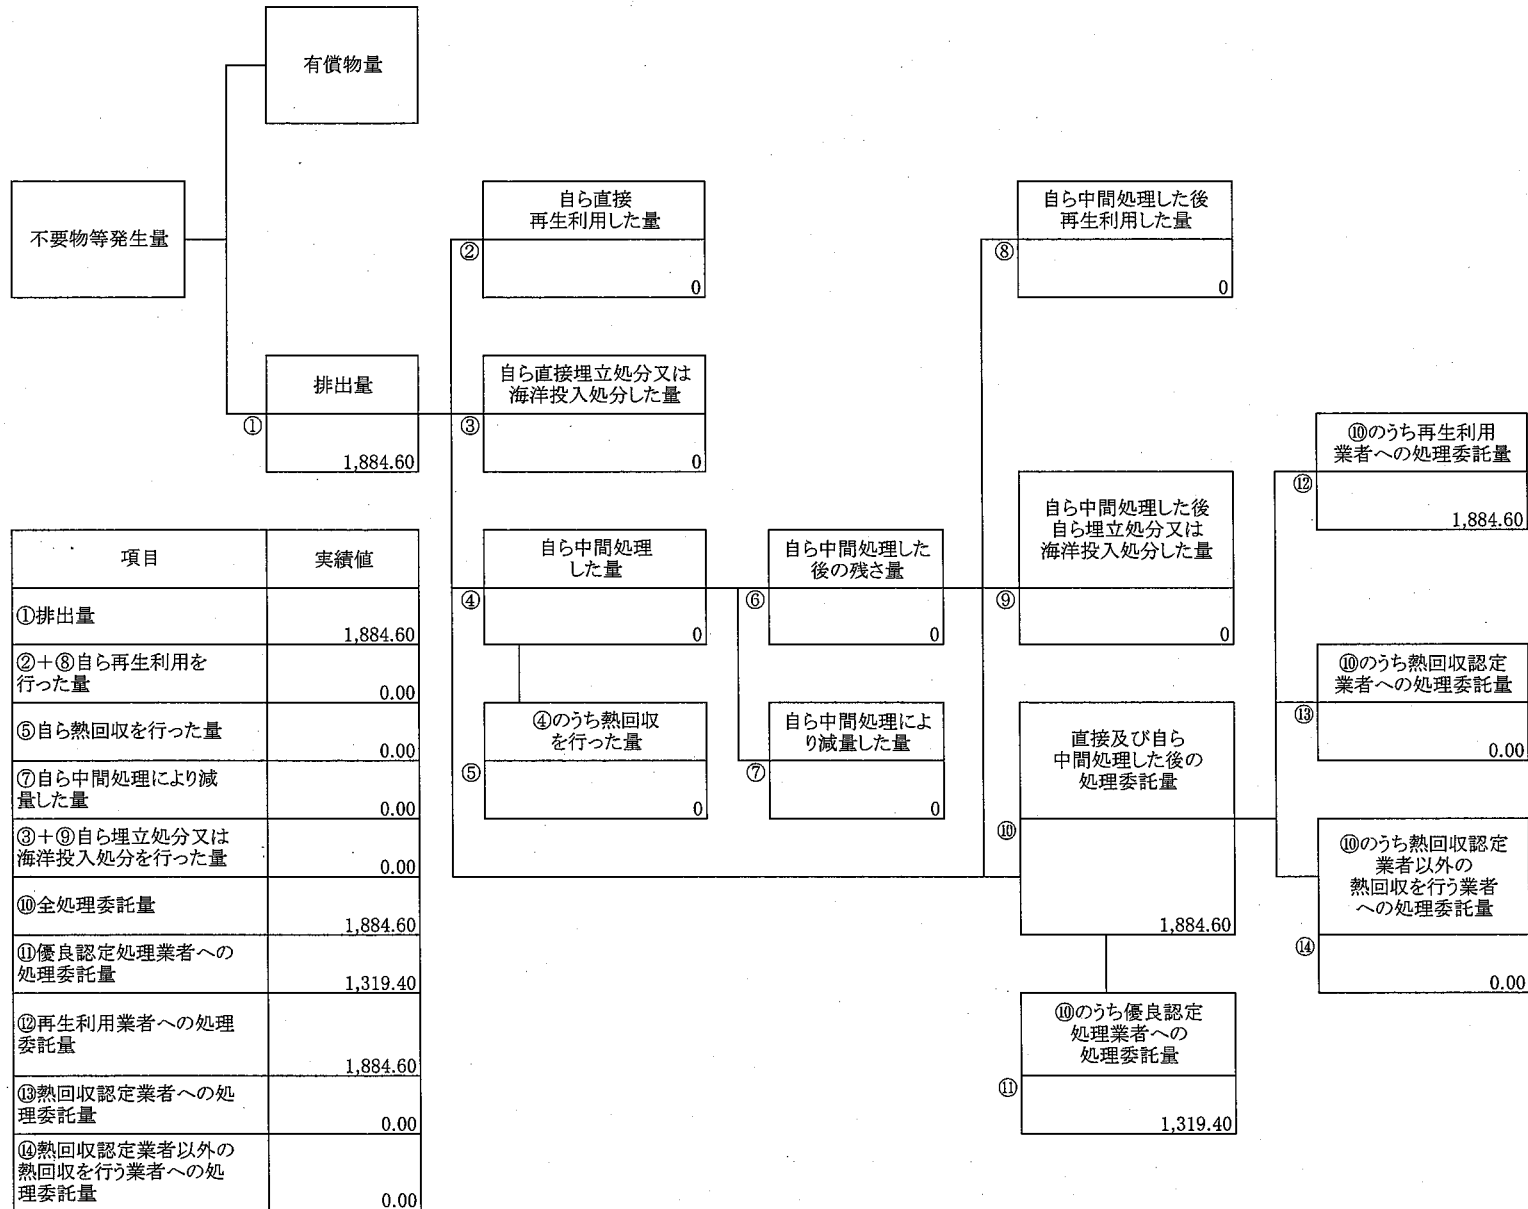 有償物量
不要物等発生量
排出量
①
1,884.60
自ら直接
再生利用した量
②
0
自ら直接埋立処分又は
海洋投入処分した量
③
0
自ら中間処理
した量
④
0
④のうち熱回収
を行った量
⑤
0
自ら中間処理した
後の残さ量
⑥
0
自ら中間処理によ
り減量した量
⑦
0
自ら中間処理した後
再生利用した量
⑧
0
自ら中間処理した後
自ら埋立処分又は
海洋投入処分した量
⑨
0
直接及び自ら
中間処理した後の
処理委託量
⑩
1,884.60
⑩のうち優良認定
処理業者への
処理委託量
⑪
1,319.40
⑩のうち再生利用
業者への処理委託量
⑫
1,884.60
⑩のうち熱回収認定
業者への処理委託量
⑬
0.00
⑩のうち熱回収認定
業者以外の
熱回収を行う業者
への処理委託量
⑭
0.00
項目 実績値
①排出量
1,884.60
②＋⑧自ら再生利用を
行った量
0.00
⑤自ら熱回収を行った量
0.00
⑦自ら中間処理により減
量した量
0.00
③＋⑨自ら埋立処分又は
海洋投入処分を行った量
0.00
⑩全処理委託量
1,884.60
⑪優良認定処理業者への
処理委託量
1,319.40
⑫再生利用業者への処理
委託量
1,884.60
⑬熱回収認定業者への処
理委託量
0.00
⑭熱回収認定業者以外の
熱回収を行う業者への処
理委託量
0.00